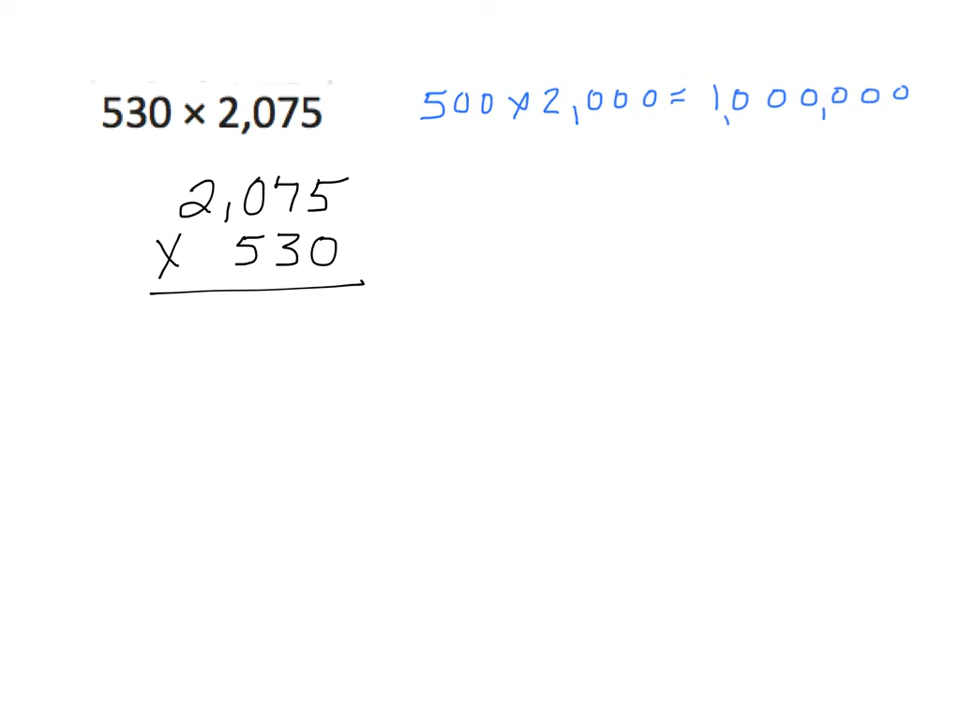 530 × 2,075
500 × 2,000 = 1,000,000
2,075
× 530